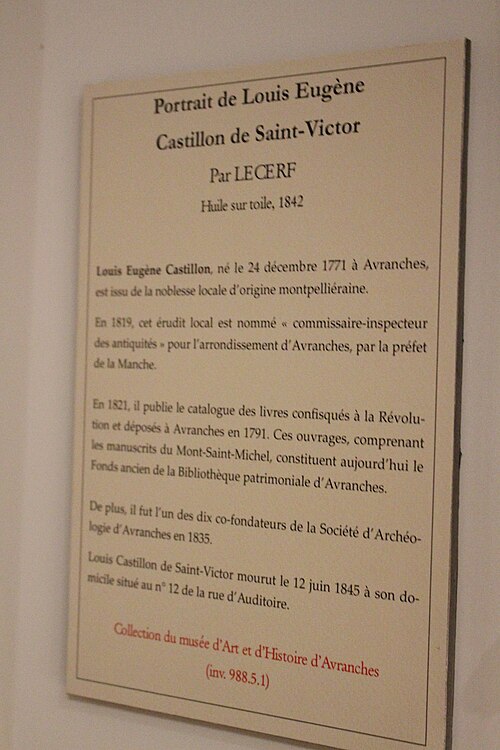 Portrait de Louis Eugène
Castillon de Saint-Victor
Par LECERF
Huile sur toile, 1842
Louis Eugène Castillon, né le 24 décembre 1771 à Avranches,
est issu de la noblesse locale d'origine montpelliéraine.
En 1819, cet érudit local est nommé « commissaire-inspecteur
des antiquités » pour l'arrondissement d'Avranches, par la préfet
de la Manche.
En 1821, il publie le catalogue des livres confisqués à la Révolu-
tion et déposés à Avranches en 1791. Ces ouvrages, comprenant
les manuscrits du Mont-Saint-Michel, constituent aujourd'hui le
Fonds ancien de la Bibliothèque patrimoniale d'Avranches.
De plus, il fut l'un des dix co-fondateurs de la Société d'Archéo-
logie d'Avranches en 1835.
Louis Castillon de Saint-Victor mourut le 12 juin 1845 à son do-
micile situé au n° 12 de la rue d'Auditoire.
Collection du musée d'Art et d'Histoire d'Avranches
(inv. 988.5.1)